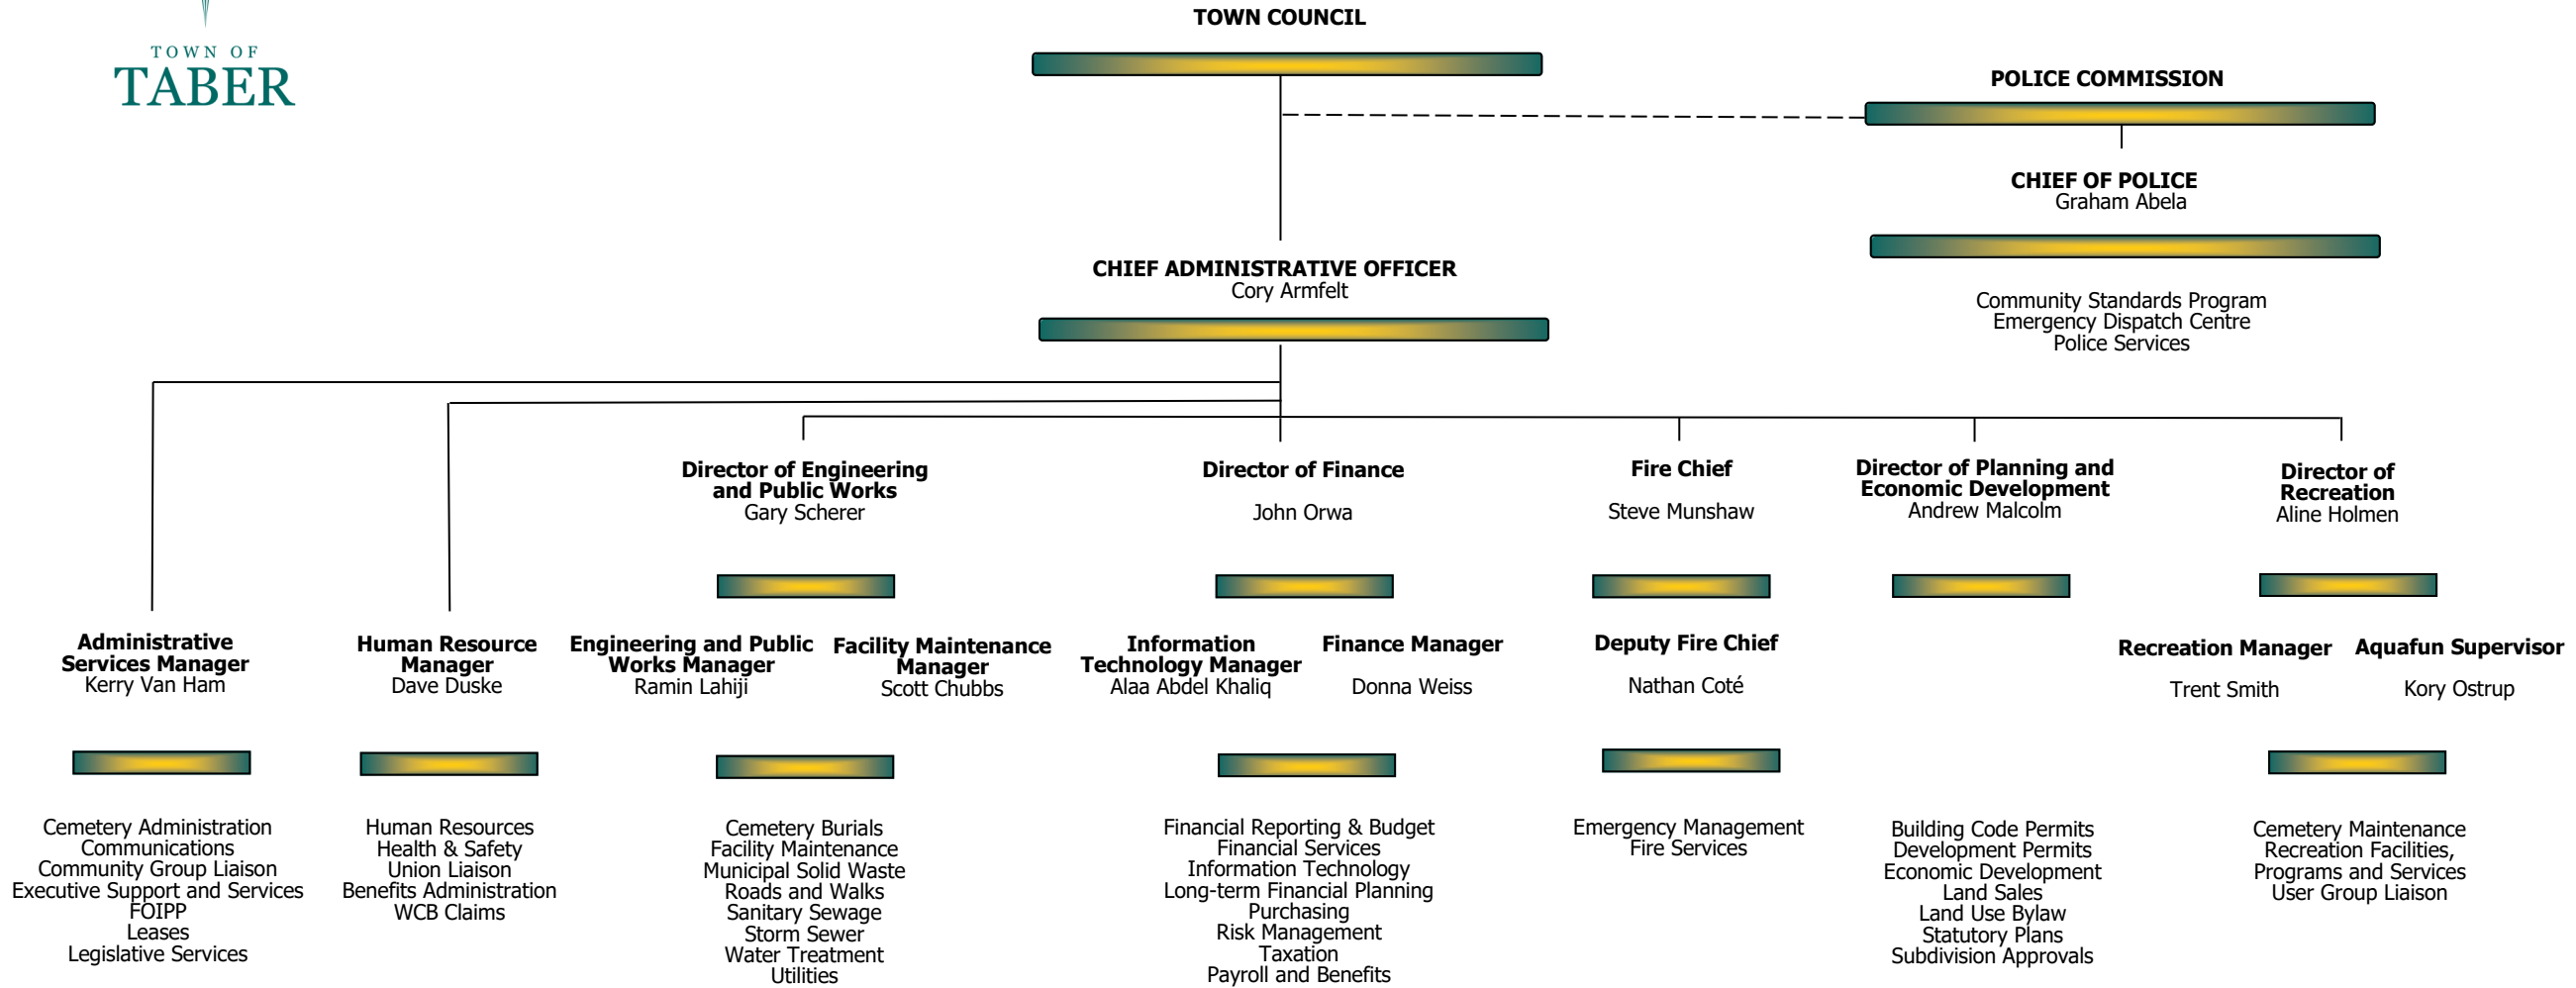 TOWN OF
TABER
TOWN COUNCIL
POLICE COMMISSION
CHIEF OF POLICE
Graham Abela
Community Standards Program
Emergency Dispatch Centre
Police Services
CHIEF ADMINISTRATIVE OFFICER
Cory Armfelt
Director of Engineering
and Public Works
Gary Scherer
Director of Finance
John Orwa
Fire Chief
Steve Munshaw
Director of Planning and
Economic Development
Andrew Malcolm
Director of
Recreation
Aline Holmen
Administrative
Services Manager
Kerry Van Ham
Human Resource
Manager
Dave Duske
Engineering and Public
Works Manager
Ramin Lahiji
Facility Maintenance
Manager
Scott Chubbs
Information
Technology Manager
Alaa Abdel Khaliq
Finance Manager
Donna Weiss
Deputy Fire Chief
Nathan Coté
Recreation Manager
Trent Smith
Aquafun Supervisor
Kory Ostrup
Cemetery Administration
Communications
Community Group Liaison
Executive Support and Services
FOIPP
Leases
Legislative Services
Human Resources
Health & Safety
Union Liaison
Benefits Administration
WCB Claims
Cemetery Burials
Facility Maintenance
Municipal Solid Waste
Roads and Walks
Sanitary Sewage
Storm Sewer
Water Treatment
Utilities
Financial Reporting & Budget
Financial Services
Information Technology
Long-term Financial Planning
Purchasing
Risk Management
Taxation
Payroll and Benefits
Emergency Management
Fire Services
Building Code Permits
Development Permits
Economic Development
Land Sales
Land Use Bylaw
Statutory Plans
Subdivision Approvals
Cemetery Maintenance
Recreation Facilities,
Programs and Services
User Group Liaison